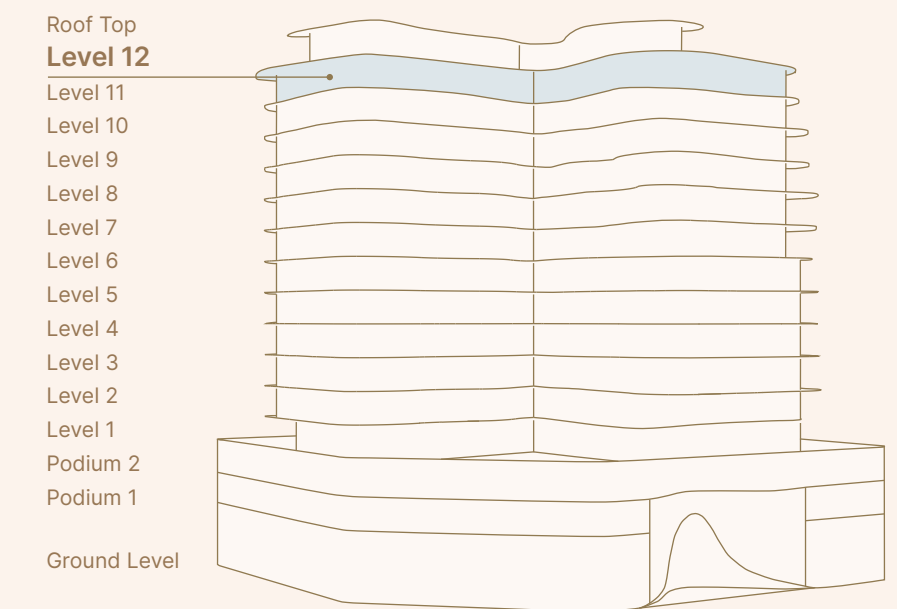 Roof Top
Level 12
Level 11
Level 10
Level 9
Level 8
Level 7
Level 6
Level 5
Level 4
Level 3
Level 2
Level 1
Podium 2
Podium 1
Ground Level